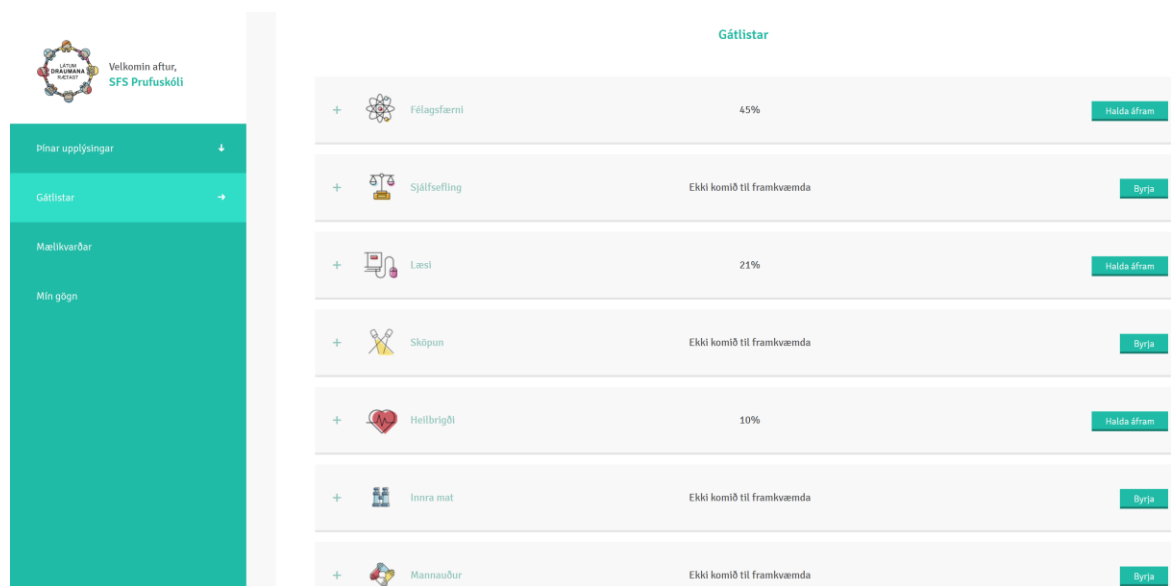 LÁTUM
DRAUMANA
RÆTAST
Velkomin aftur,
SFS Prufuskóli
Þínar upplýsingar
Gátlistar
Mælikvarðar
Mín gögn
Gátlistar
Félagsfærni 45% Halda áfram
Sjálfsefling Ekki komið til framkvæmda Byrja
Læsi 21% Halda áfram
Sköpun Ekki komið til framkvæmda Byrja
Heilbrigði 10% Halda áfram
Innra mat Ekki komið til framkvæmda Byrja
Mannauður Ekki komið til framkvæmda Byrja